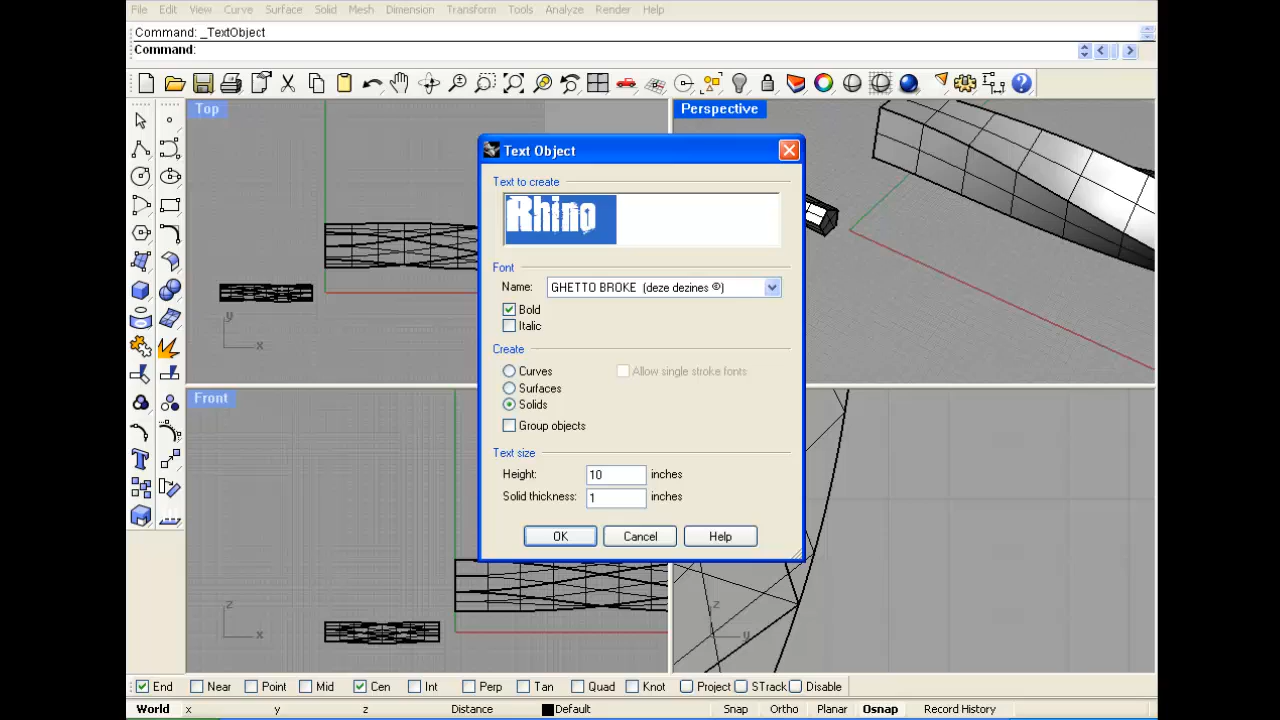 File Edit View Curve Surface Solid Mesh Dimension Transform Tools Analyze Render Help
Command: _TextObject
Command:
Top
Perspective
Text Object
Text to create
Rhino
Font
Name: GHETTO BROKE (deze dezines ©)
Bold
Italic
Create
Curves Allow single stroke fonts
Surfaces
Solids
Group objects
Text size
Height: 10 inches
Solid thickness: 1 inches
OK Cancel Help
y
x
Front
z
x
z
y
End Near Point Mid Cen Int Perp Tan Quad Knot Project STrack Disable
World x y z Distance Default Snap Ortho Planar Osnap Record History